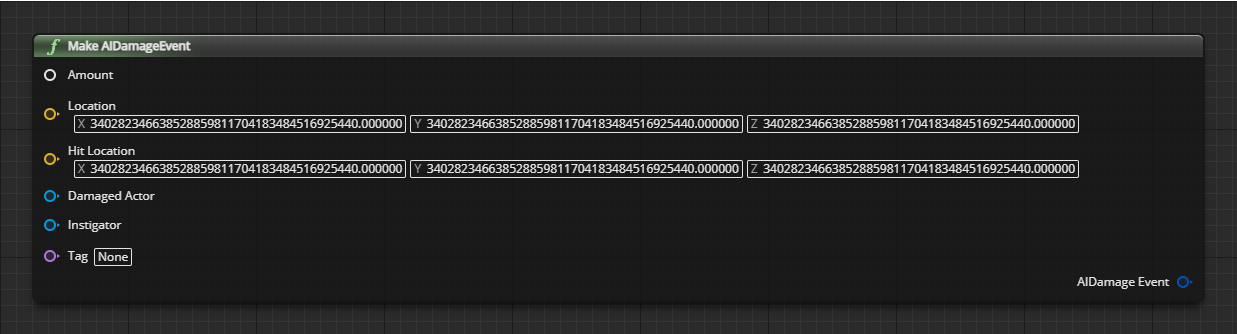 f Make AIDamageEvent
Amount
Location
X 340282346638528859811704183484516925440.000000 Y 340282346638528859811704183484516925440.000000 Z 340282346638528859811704183484516925440.000000
Hit Location
X 340282346638528859811704183484516925440.000000 Y 340282346638528859811704183484516925440.000000 Z 340282346638528859811704183484516925440.000000
Damaged Actor
Instigator
Tag None
AIDamage Event